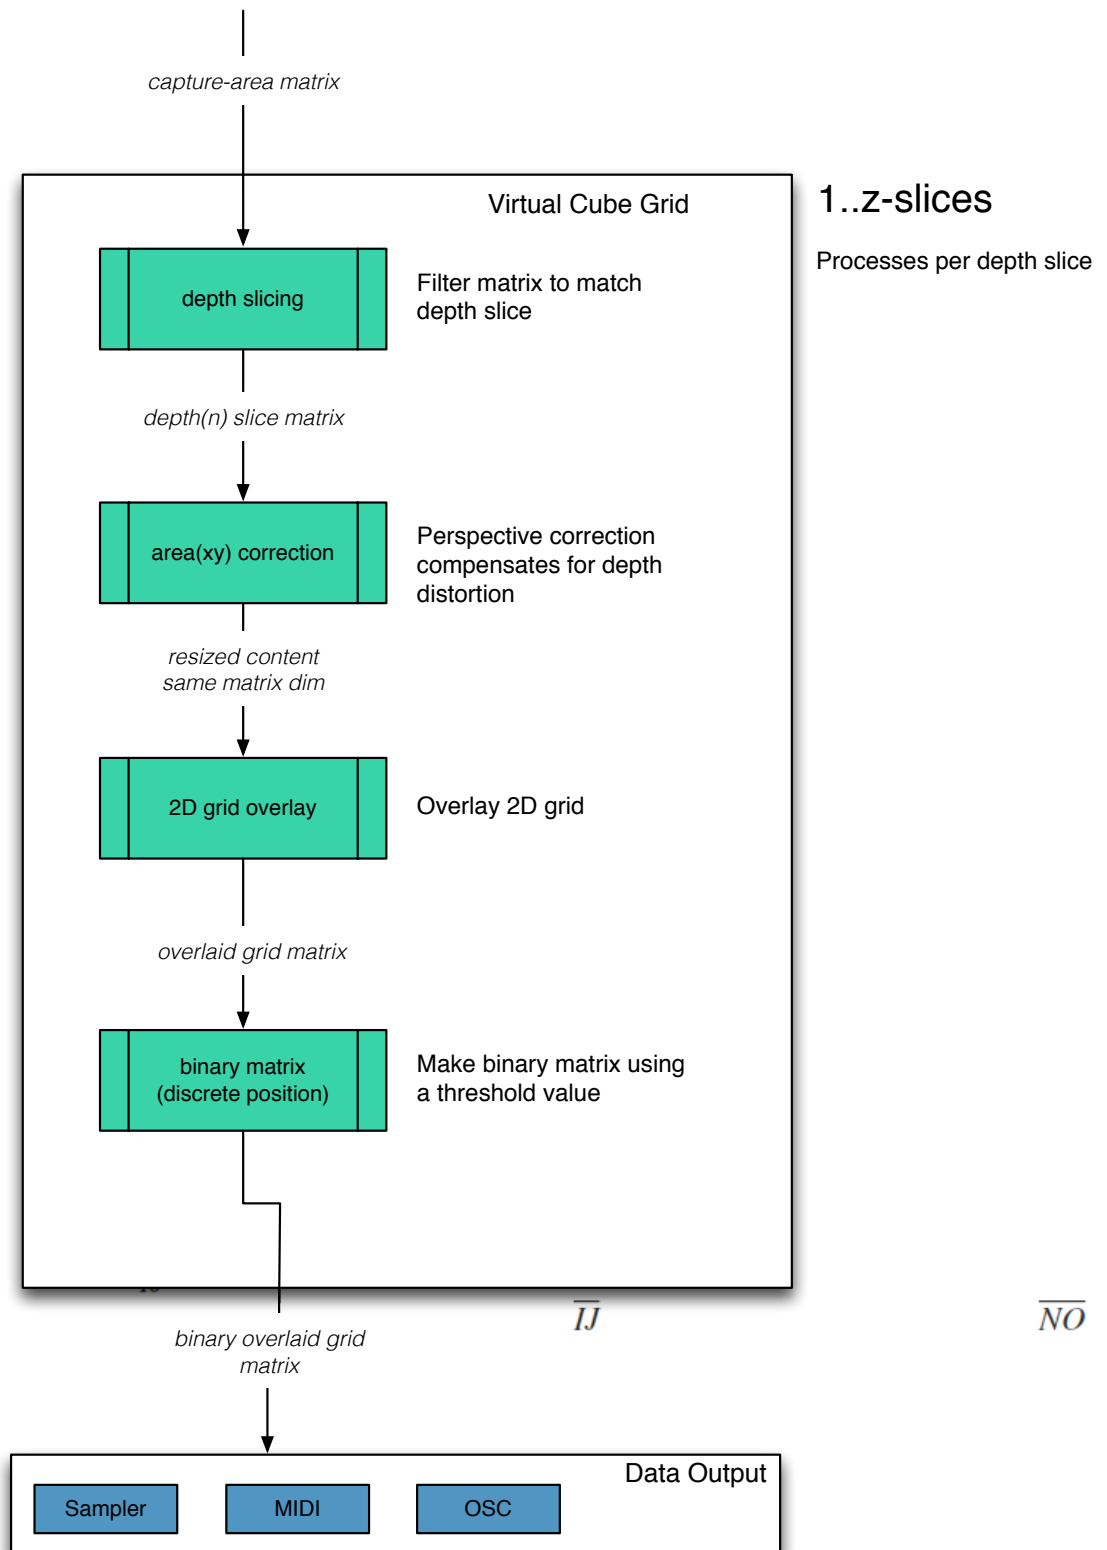 capture-area matrix
Virtual Cube Grid
1..z-slices
Processes per depth slice
depth slicing
Filter matrix to match
depth slice
depth(n) slice matrix
area(xy) correction
Perspective correction
compensates for depth
distortion
resized content
same matrix dim
2D grid overlay
Overlay 2D grid
overlaid grid matrix
binary matrix
(discrete position)
Make binary matrix using
a threshold value
IJ
NO
binary overlaid grid
matrix
Data Output
Sampler
MIDI
OSC